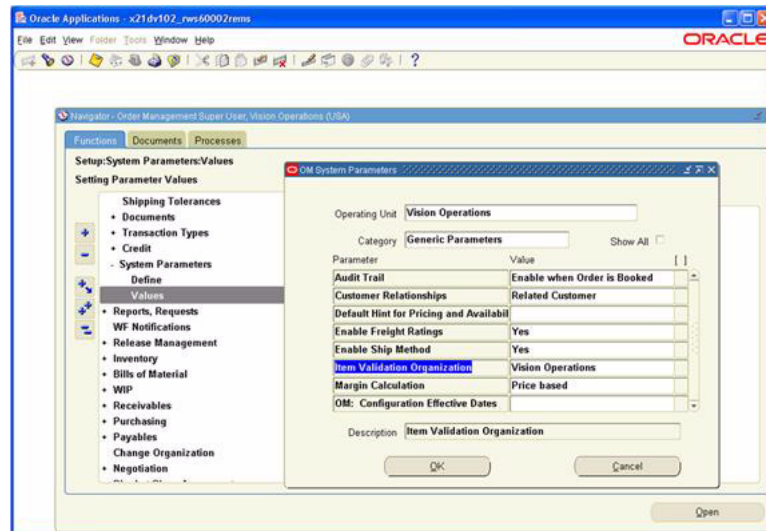 Oracle Applications - x21dv102_rws60002rems
File Edit View Folder Tools Window Help
ORACLE
Navigator - Order Management Super User, Vision Operations (USA)
Functions Documents Processes
Setup:System Parameters:Values
Setting Parameter Values
Shipping Tolerances
+ Documents
+ Transaction Types
+ Credit
- System Parameters
Define
Values
+ Reports, Requests
WF Notifications
+ Release Management
+ Inventory
+ Bills of Material
+ WIP
+ Receivables
+ Purchasing
+ Payables
Change Organization
+ Negotiation
OM System Parameters
Operating Unit Vision Operations
Category Generic Parameters Show All
Parameter Value [ ]
Audit Trail Enable when Order is Booked
Customer Relationships Related Customer
Default Hint for Pricing and Availabil
Enable Freight Ratings Yes
Enable Ship Method Yes
Item Validation Organization Vision Operations
Margin Calculation Price based
OM: Configuration Effective Dates
Description Item Validation Organization
OK Cancel
Open